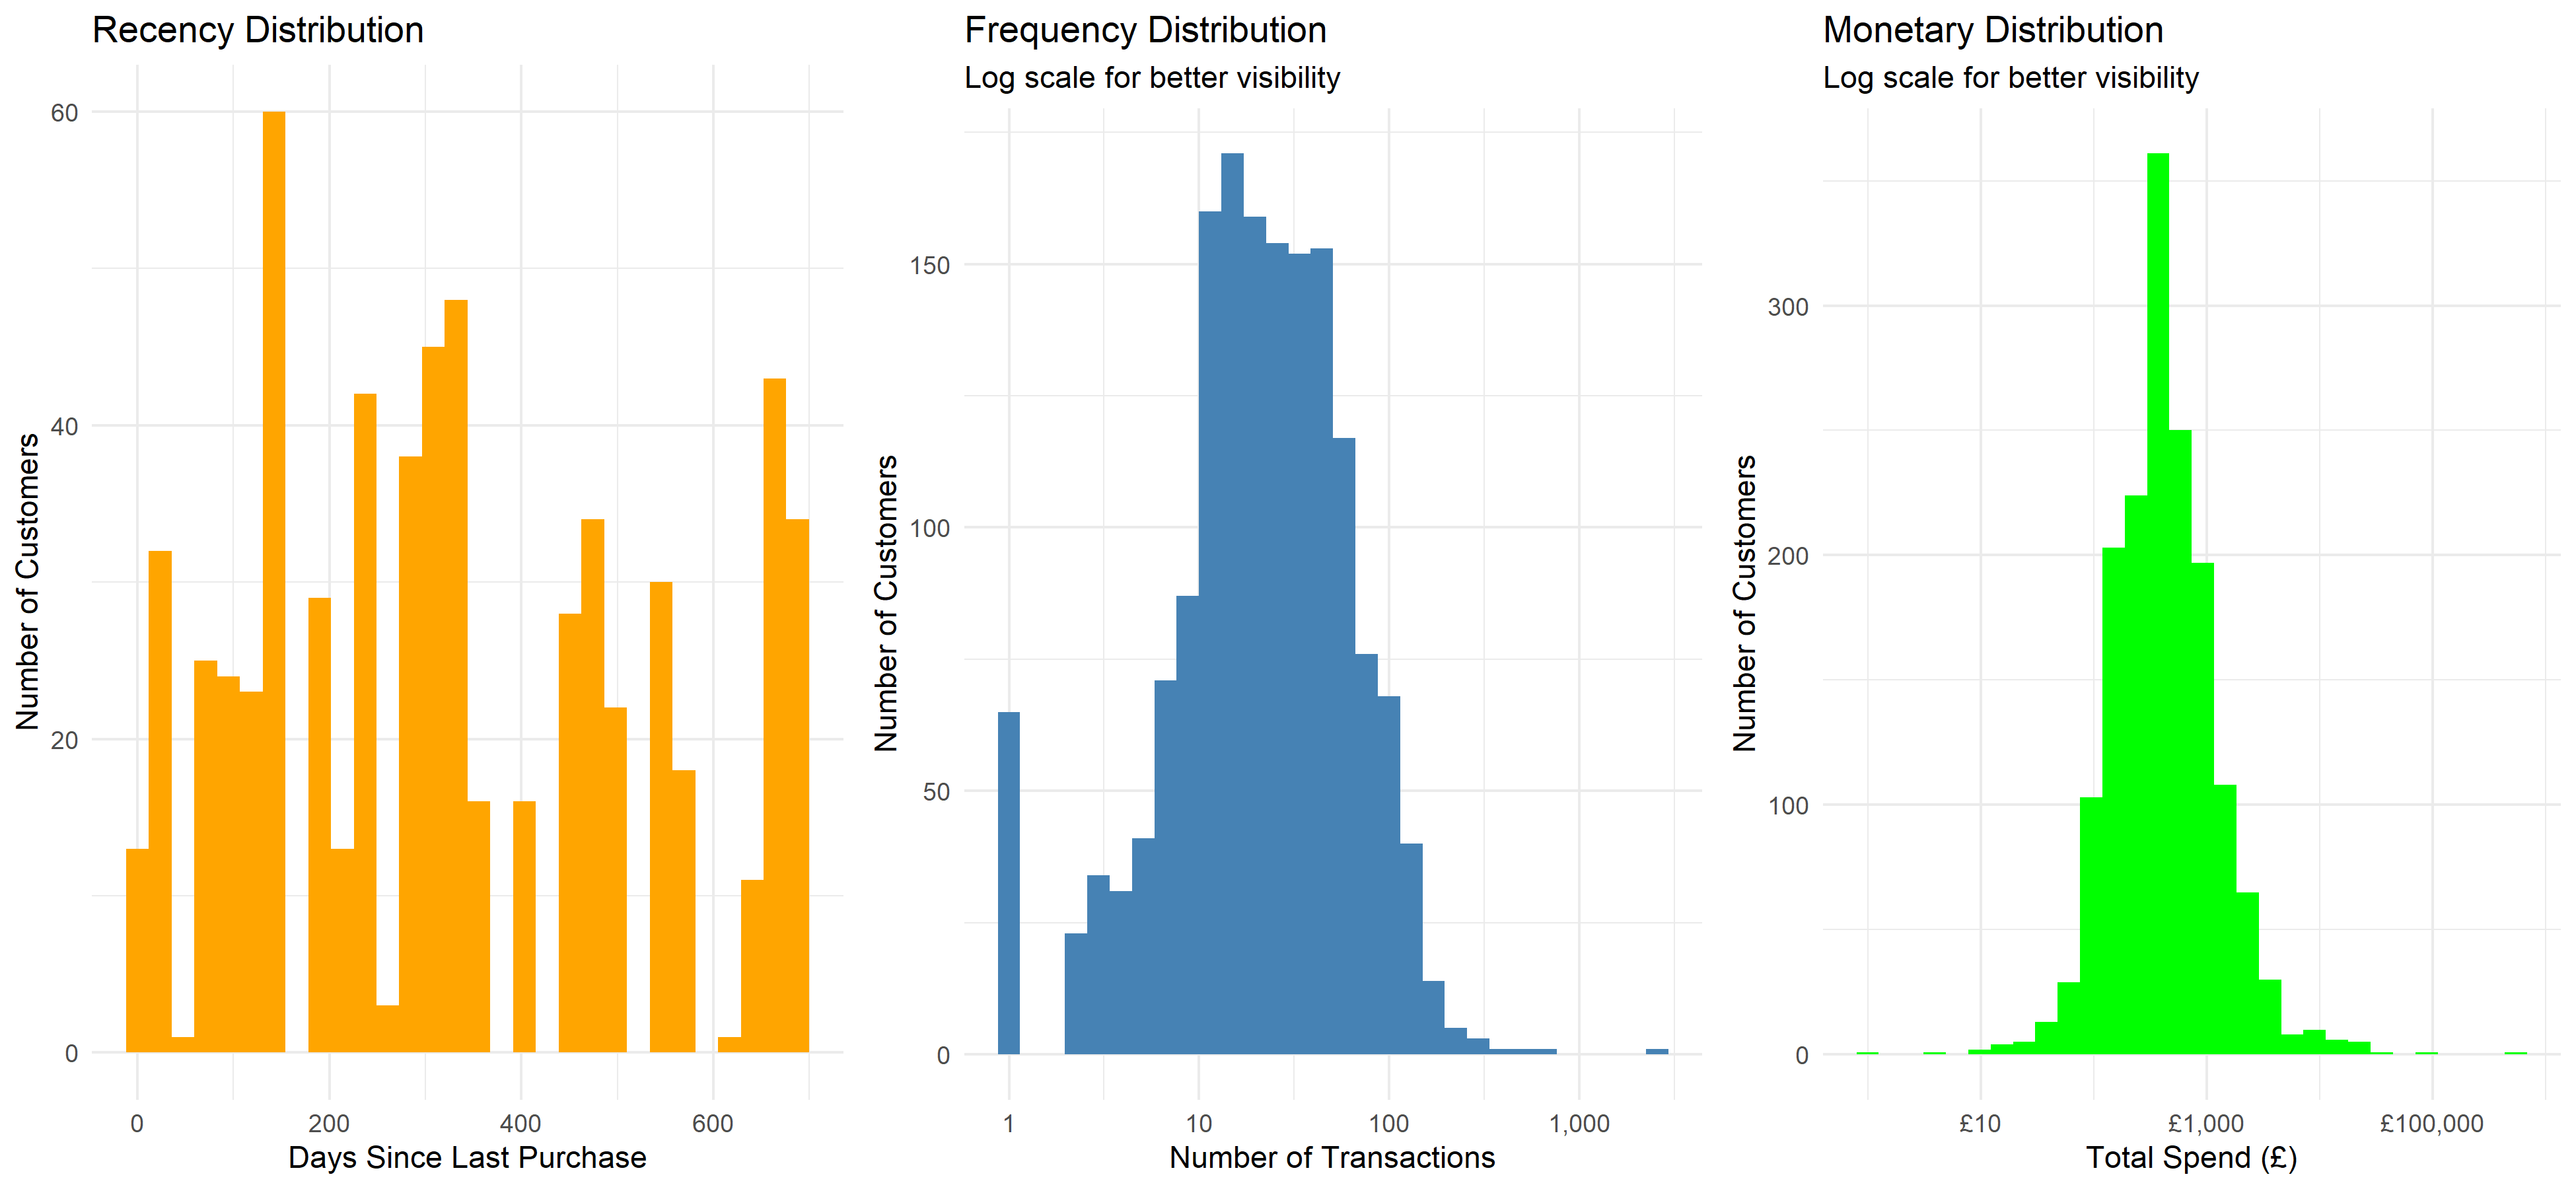 Recency Distribution
60
40
20
0
Number of Customers
0 200 400 600
Days Since Last Purchase
Frequency Distribution
Log scale for better visibility
150
100
50
0
Number of Customers
1 10 100 1,000
Number of Transactions
Monetary Distribution
Log scale for better visibility
300
200
100
0
Number of Customers
£10 £1,000 £100,000
Total Spend (£)